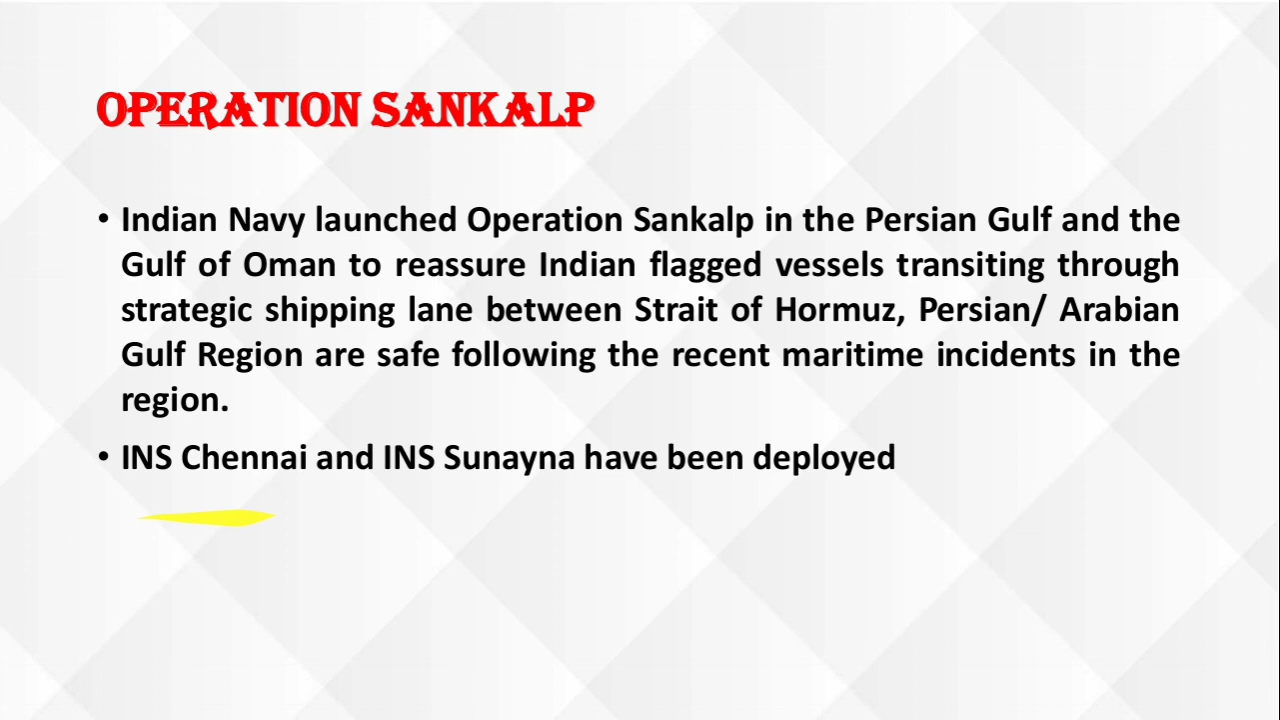 OPERATION SANKALP
• Indian Navy launched Operation Sankalp in the Persian Gulf and the
Gulf of Oman to reassure Indian flagged vessels transiting through
strategic shipping lane between Strait of Hormuz, Persian/ Arabian
Gulf Region are safe following the recent maritime incidents in the
region.
• INS Chennai and INS Sunayna have been deployed